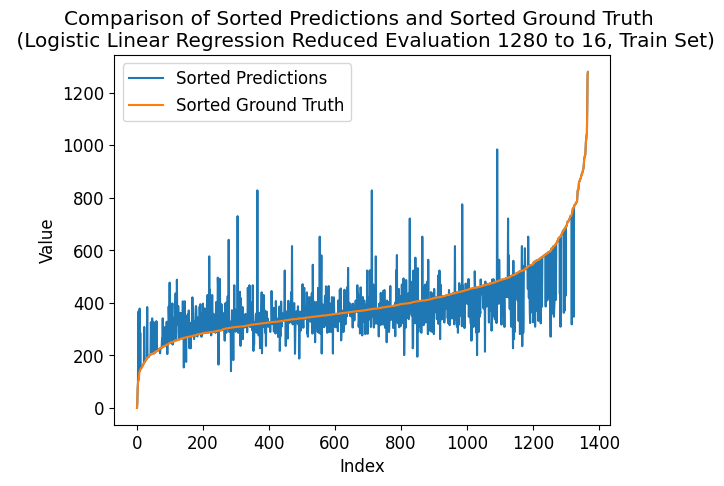 Comparison of Sorted Predictions and Sorted Ground Truth
(Logistic Linear Regression Reduced Evaluation 1280 to 16, Train Set)
Sorted Predictions
Sorted Ground Truth
1200
1000
800
600
400
200
0
Value
0 200 400 600 800 1000 1200 1400
Index